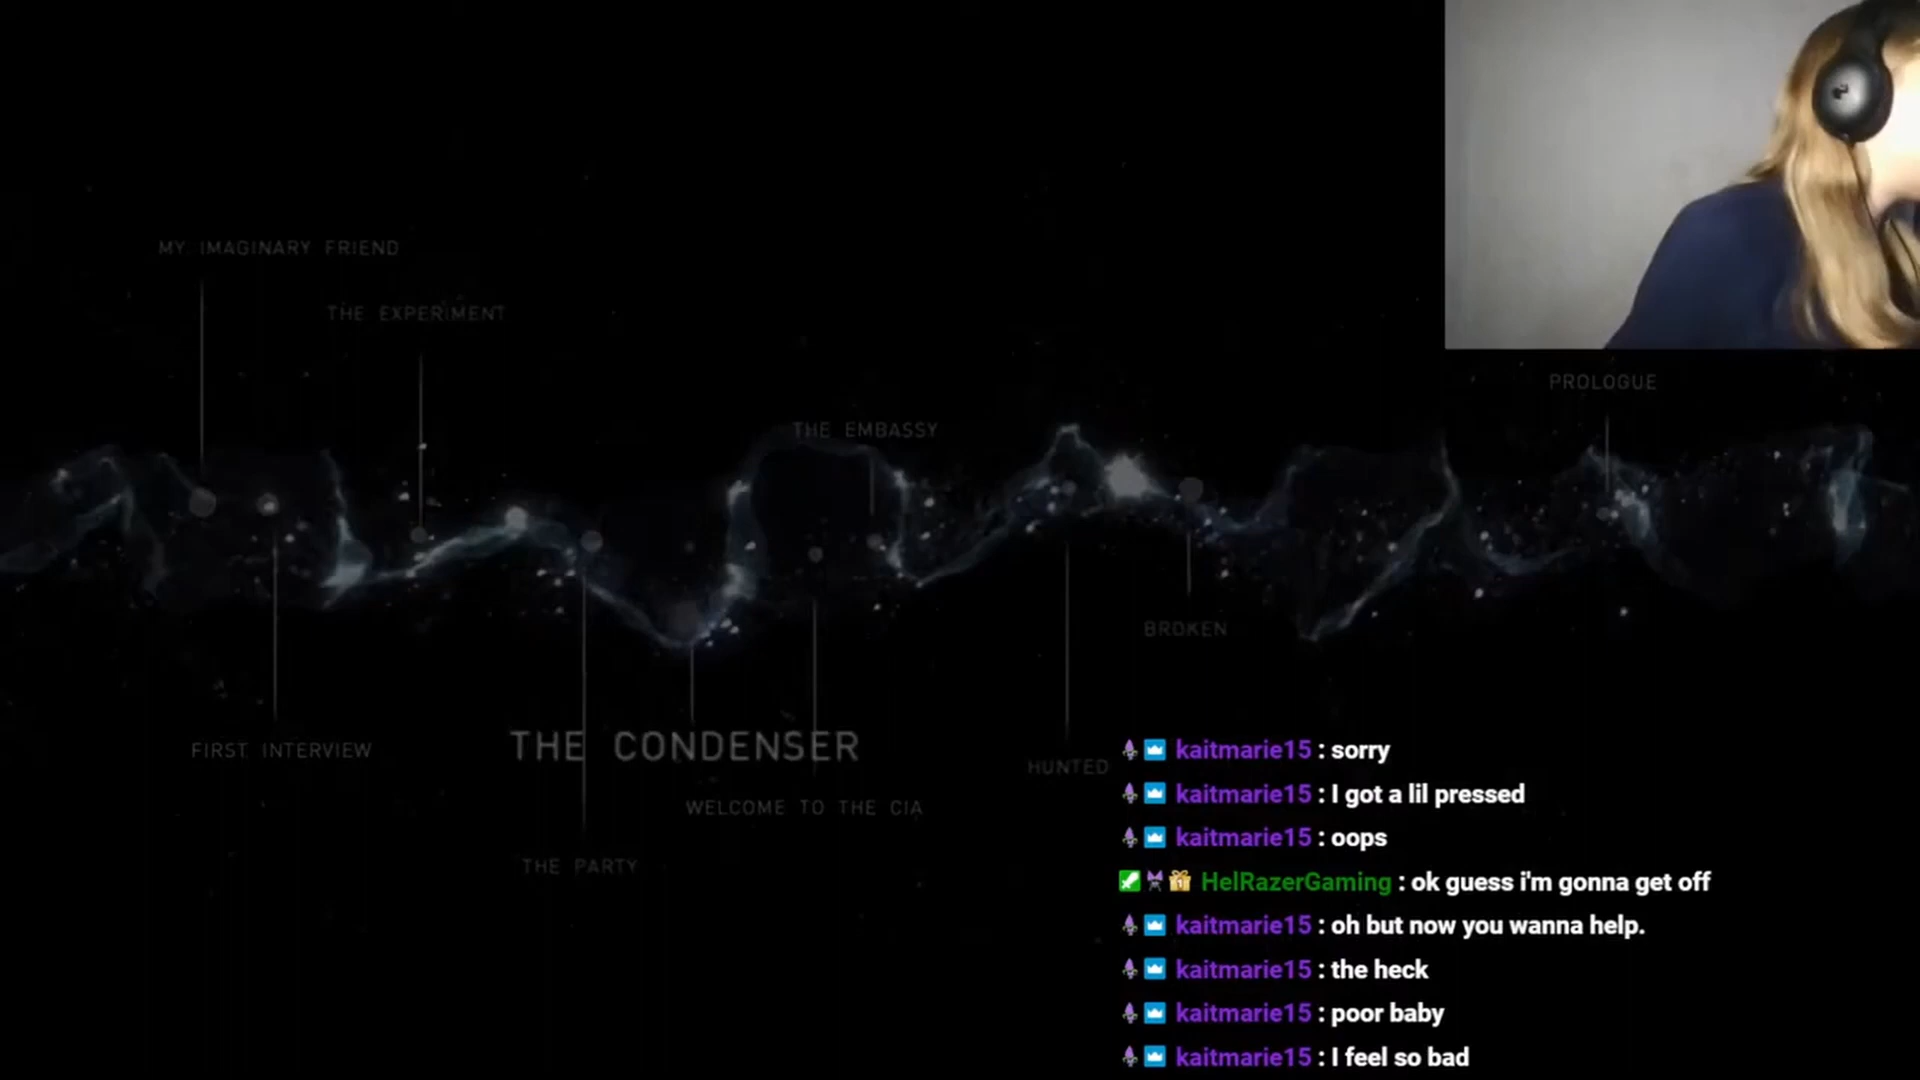 MY IMAGINARY FRIEND
THE EXPERIMENT
PROLOGUE
THE EMBASSY
BROKEN
FIRST INTERVIEW
THE CONDENSER
HUNTED
WELCOME TO THE CIA
THE PARTY
kaitmarie15 : sorry
kaitmarie15 : I got a lil pressed
kaitmarie15 : oops
HelRazerGaming : ok guess i'm gonna get off
kaitmarie15 : oh but now you wanna help.
kaitmarie15 : the heck
kaitmarie15 : poor baby
kaitmarie15 : I feel so bad